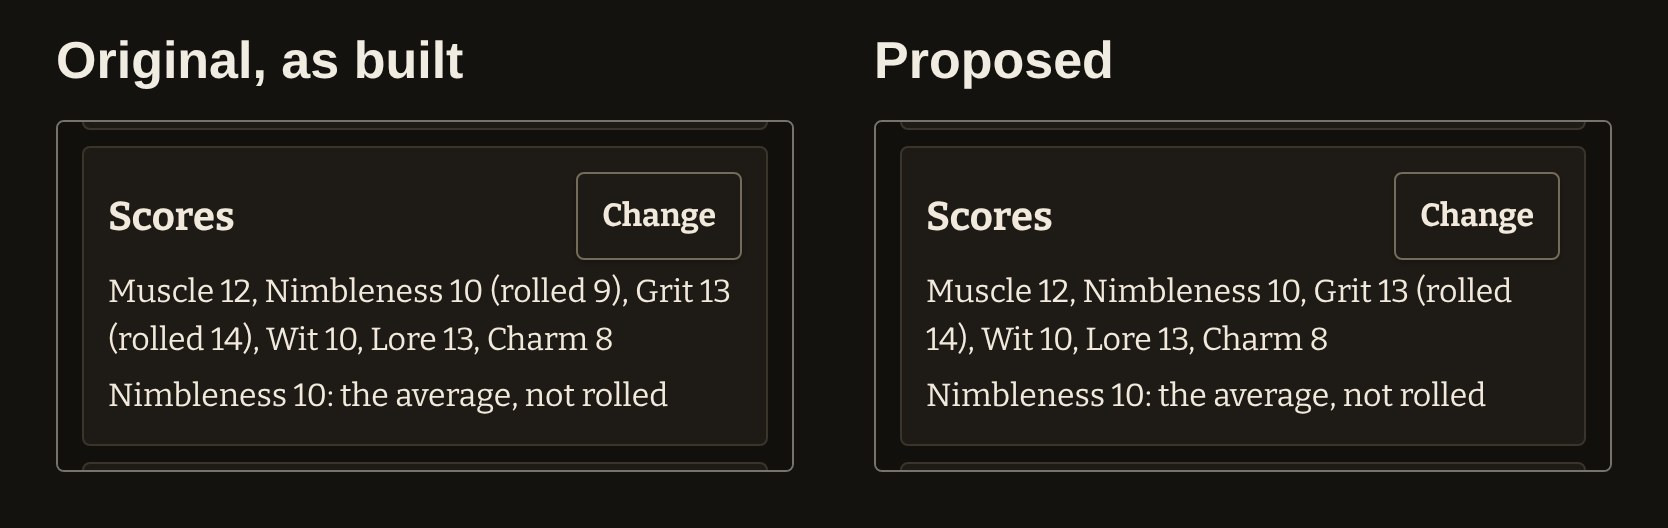 Original, as built
Scores
Change
Muscle 12, Nimbleness 10 (rolled 9), Grit 13
(rolled 14), Wit 10, Lore 13, Charm 8
Nimbleness 10: the average, not rolled
Proposed
Scores
Change
Muscle 12, Nimbleness 10, Grit 13 (rolled
14), Wit 10, Lore 13, Charm 8
Nimbleness 10: the average, not rolled